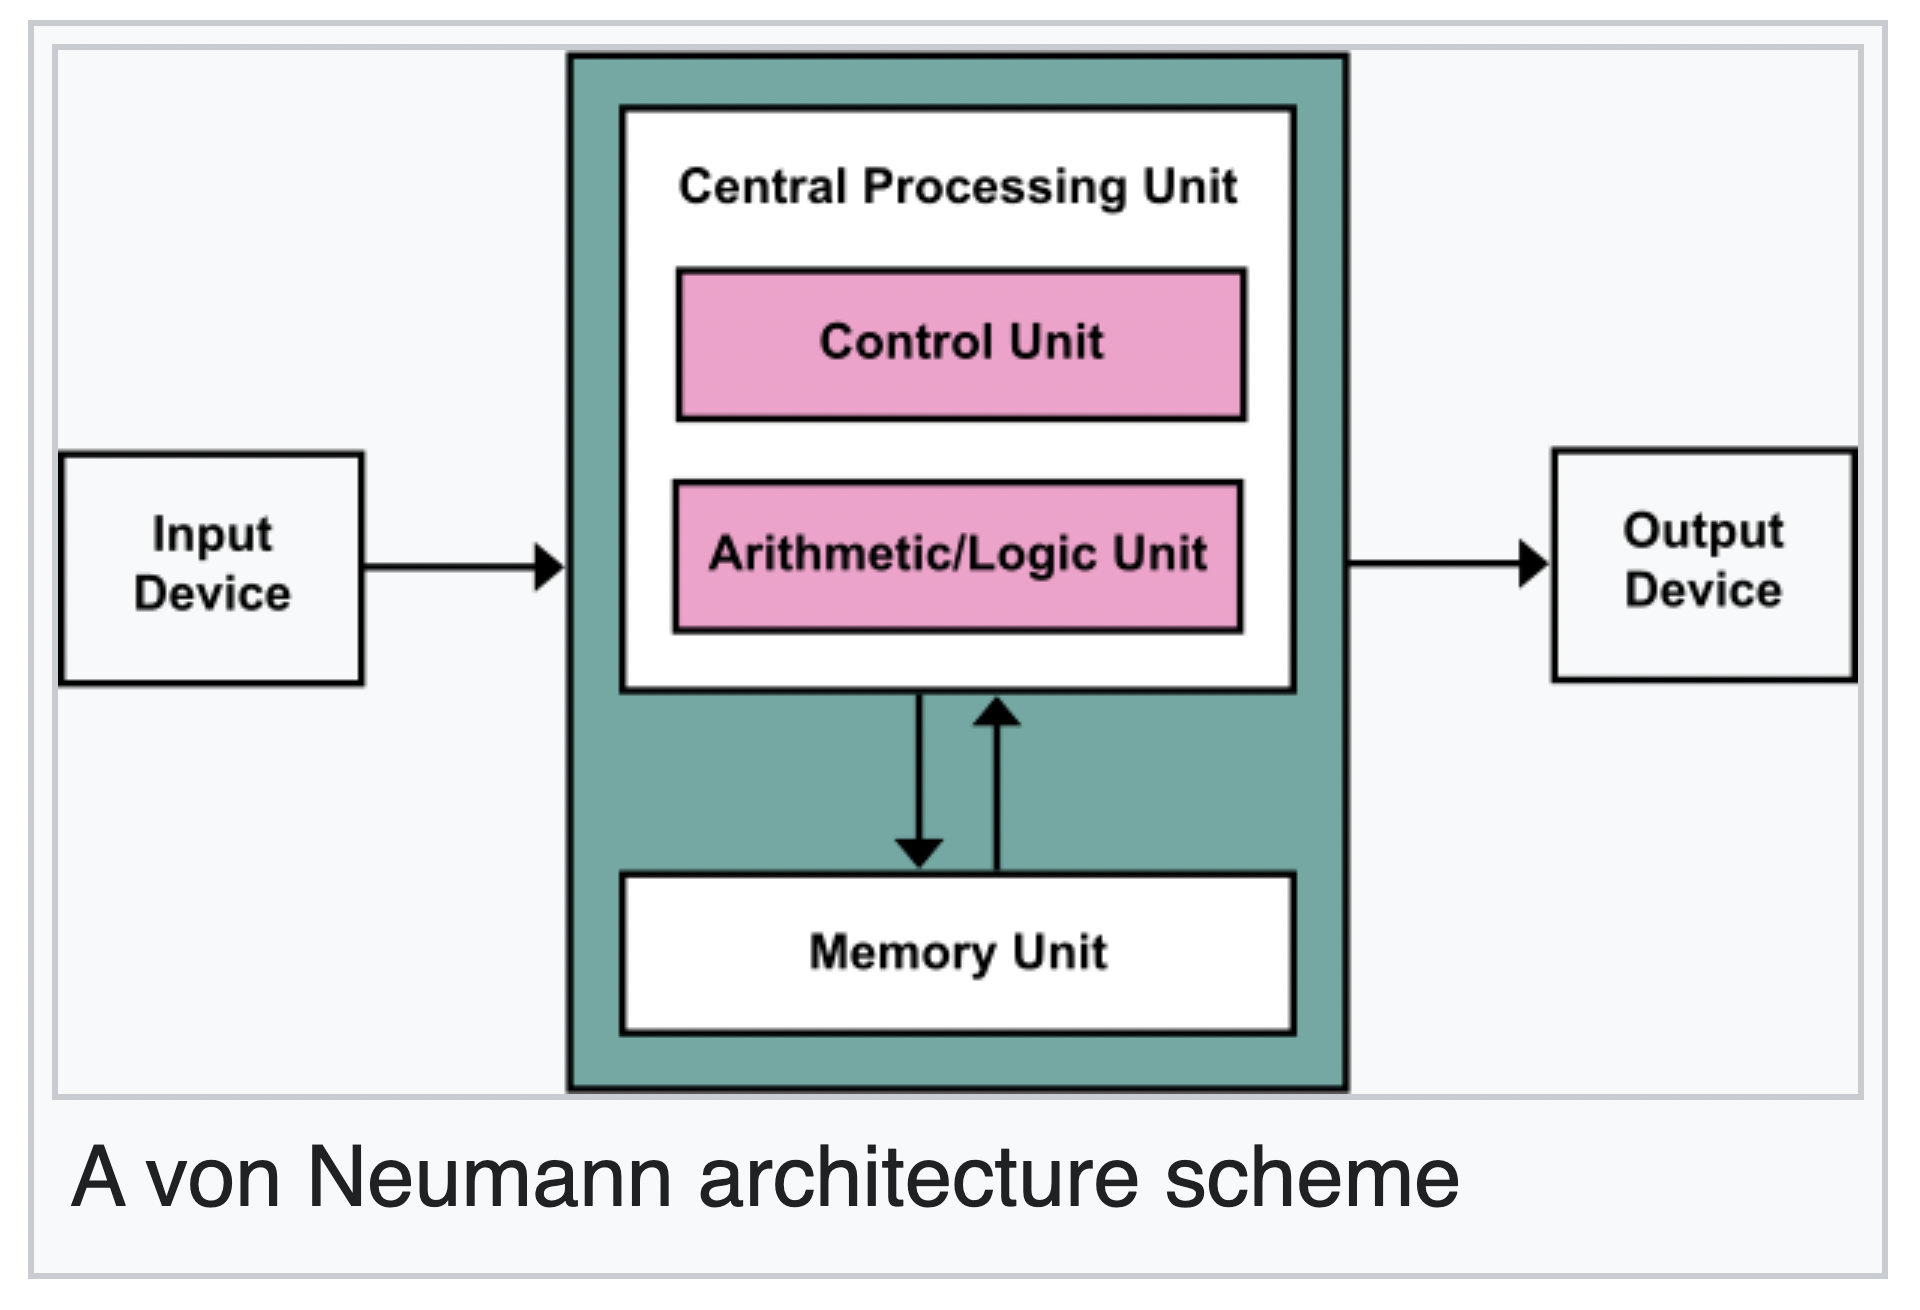 Central Processing Unit
Control Unit
Arithmetic/Logic Unit
Input
Device
Output
Device
Memory Unit
A von Neumann architecture scheme